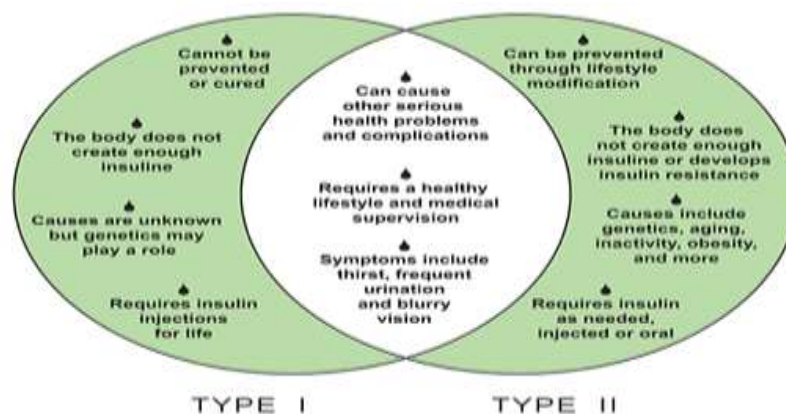 ♠
Cannot be
prevented
or cured
♠
The body does not
create enough
insuline
♠
Causes are unknown
but genetics may
play a role
♠
Requires insulin
injections
for life
♠
Can cause
other serious
health problems
and complications
♠
Requires a healthy
lifestyle and medical
supervision
♠
Symptoms include
thirst, frequent
urination
and blurry
vision
♠
Can be prevented
through lifestyle
modification
♠
The body does
not create enough
insuline or develops
insulin resistance
♠
Causes include
genetics, aging,
inactivity, obesity,
and more
♠
Requires insulin
as needed,
injected or oral
TYPE I
TYPE II